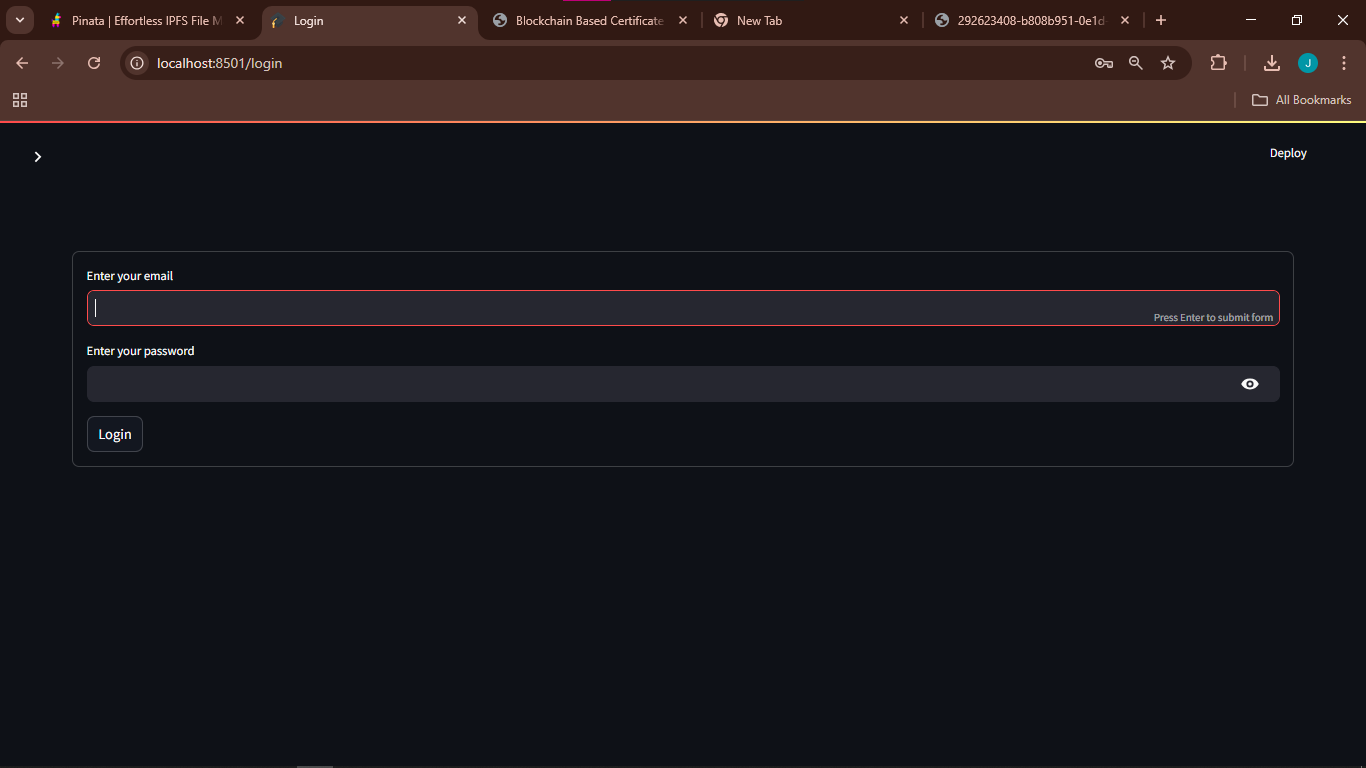 Pinata | Effortless IPFS File M
Login
Blockchain Based Certificate
New Tab
292623408-b808b951-0e1d-
localhost:8501/login
J
All Bookmarks
Deploy
Enter your email
Press Enter to submit form
Enter your password
Login